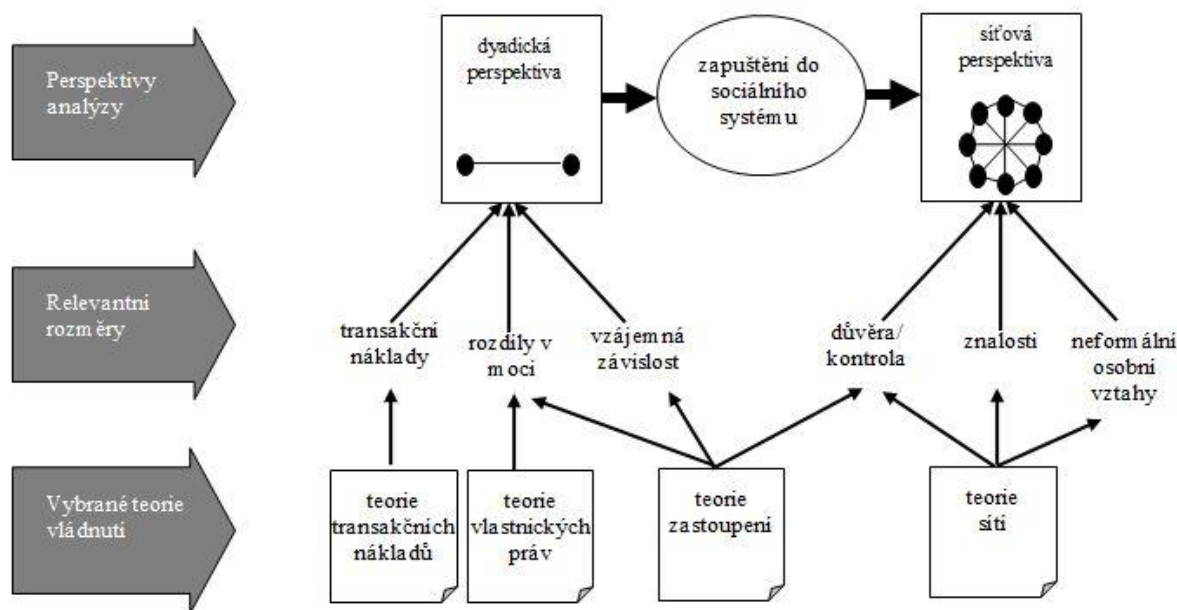 Perspektivy
analýzy
dyadická
perspektiva
zapuštění do
sociálního
systému
síťová
perspektiva
Relevantní
rozměry
transakční
náklady
rozdíly v
moci
vzájemná
závislost
důvěra/
kontrola
znalosti
neformální
osobní
vztahy
Vybrané teorie
vládnutí
teorie
transakčních
nákladů
teorie
vlastnických
práv
teorie
zastoupení
teorie
sítí